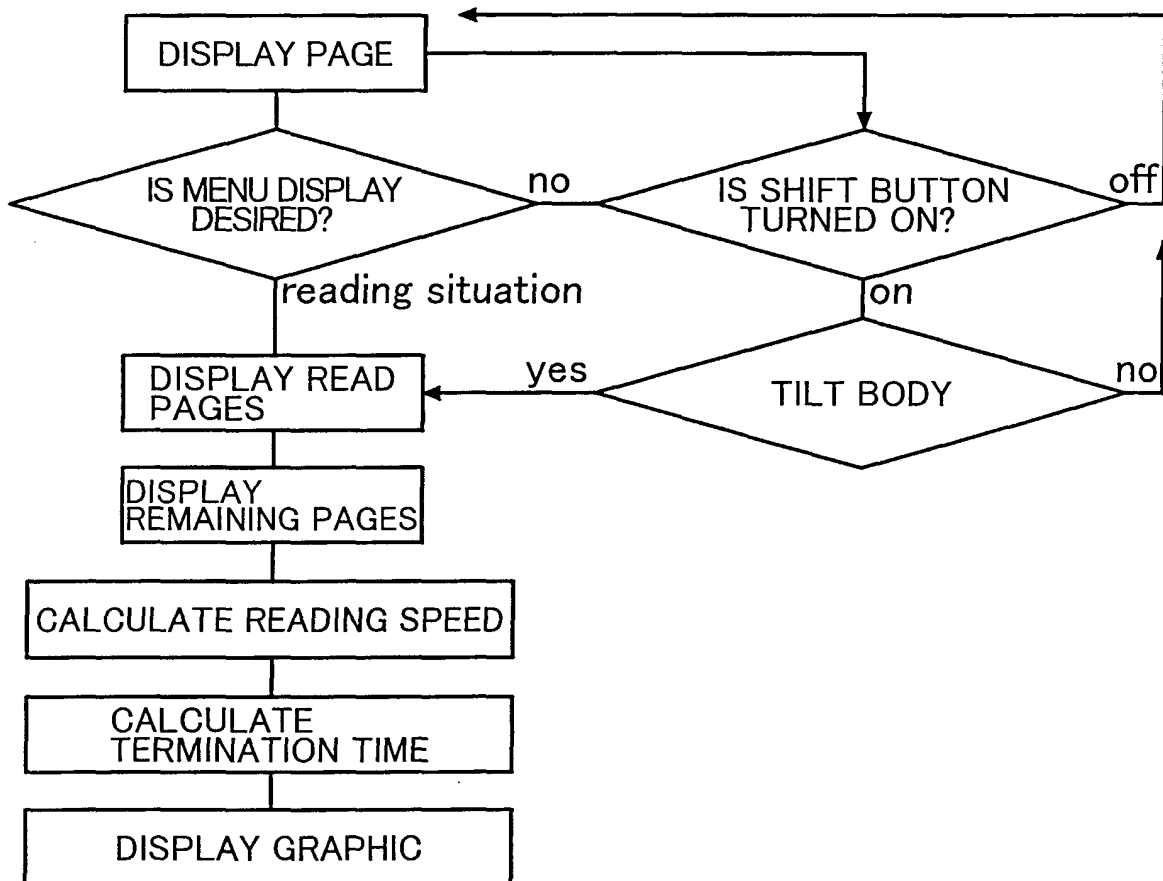 DISPLAY PAGE
IS MENU DISPLAY
DESIRED?
no
IS SHIFT BUTTON
TURNED ON?
off
reading situation
on
DISPLAY READ
PAGES
yes
TILT BODY
no
DISPLAY
REMAINING PAGES
CALCULATE READING SPEED
CALCULATE
TERMINATION TIME
DISPLAY GRAPHIC